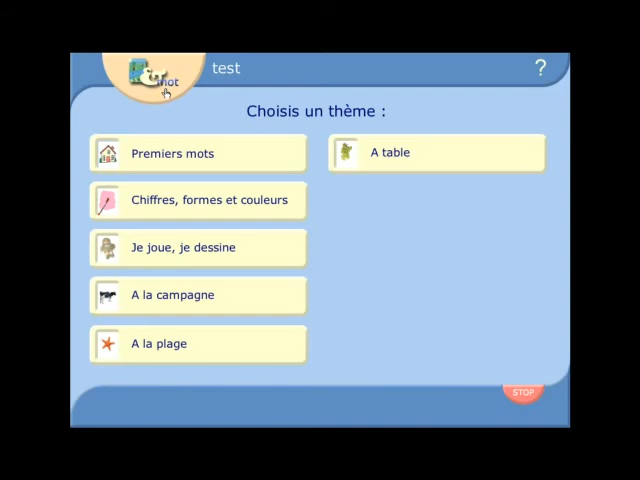 mot
test
?
Choisis un thème :
Premiers mots
Chiffres, formes et couleurs
Je joue, je dessine
A la campagne
A la plage
A table
STOP